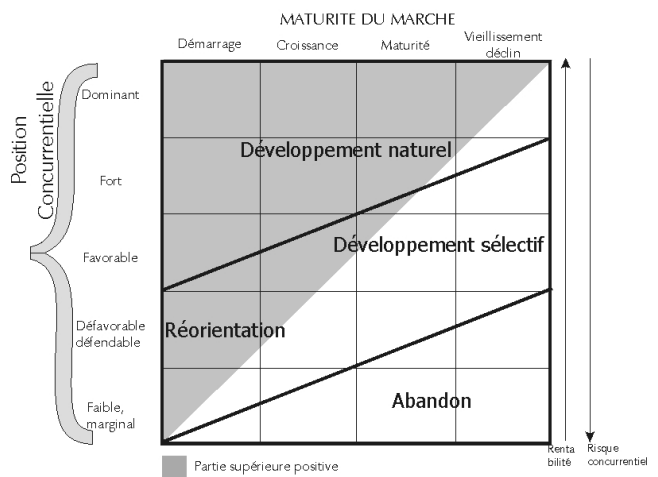 MATURITE DU MARCHE
Démarrage Croissance Maturité Vieillissement
déclin
Position
Concurrentielle
Dominant
Fort
Favorable
Défavorable
défendable
Faible,
marginal
Développement naturel
Développement sélectif
Réorientation
Abandon
Renta
bilité
Risque
concurrentiel
Partie supérieure positive